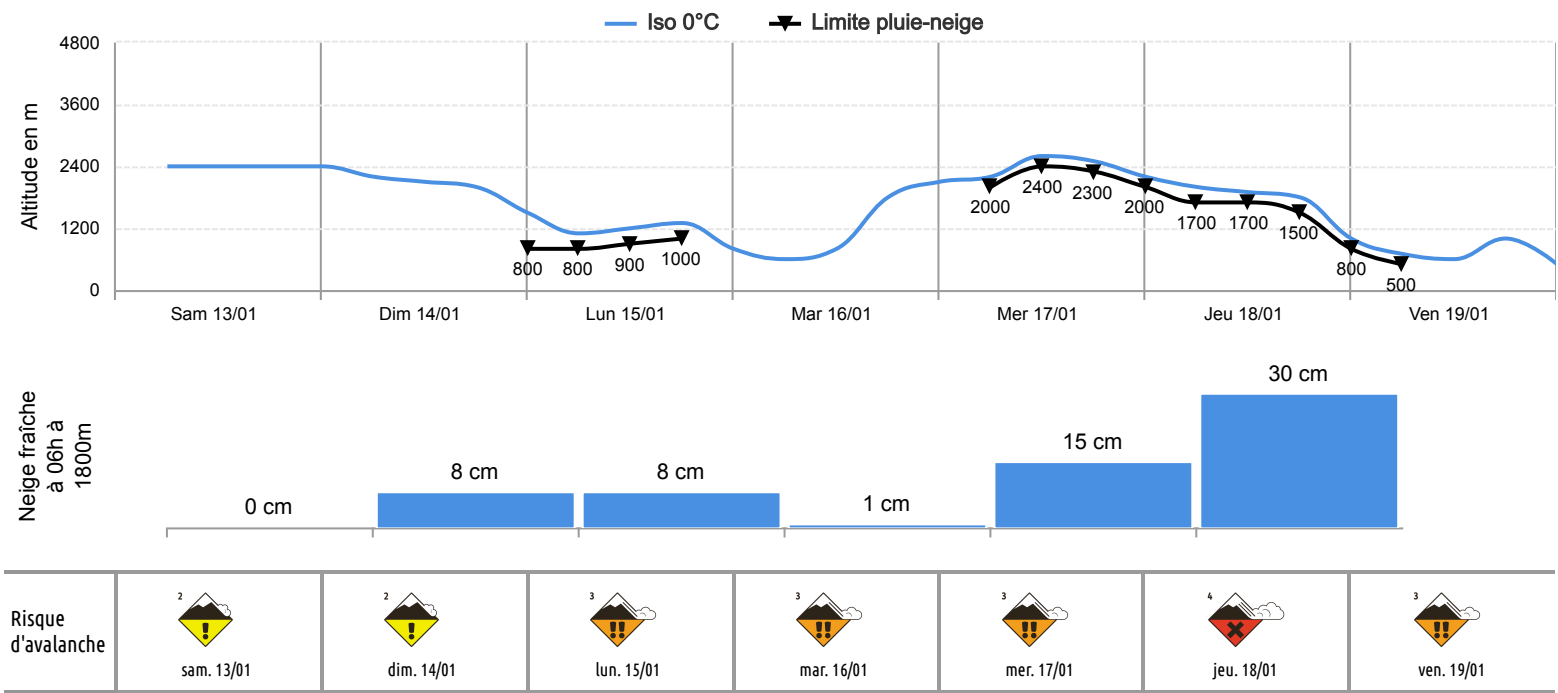 Iso 0°C Limite pluie-neige
4800
3600
2400
1200
0
Altitude en m
2000 2400 2300 2000 1700 1700 1500
800 800 900 1000 800 500
Sam 13/01 Dim 14/01 Lun 15/01 Mar 16/01 Mer 17/01 Jeu 18/01 Ven 19/01
Neige fraîche
à 06h à
1800m
0 cm 8 cm 8 cm 1 cm 15 cm 30 cm
Risque
d'avalanche
2 2 3 3 3 4 3
! ! !! !! !! !!
sam. 13/01 dim. 14/01 lun. 15/01 mar. 16/01 mer. 17/01 jeu. 18/01 ven. 19/01